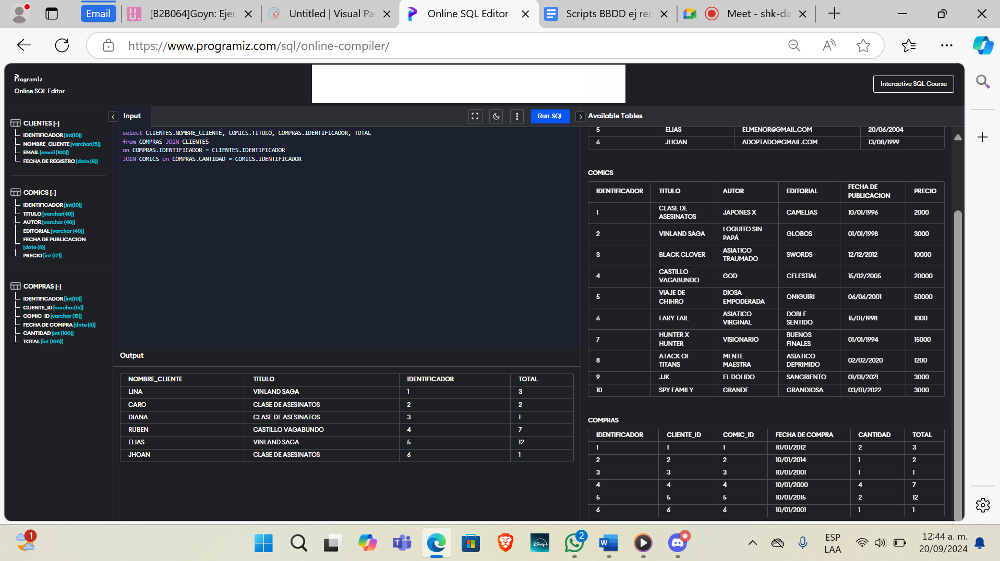 Email
[B2B064]Goyn: Ejer
Untitled | Visual Pa
Online SQL Editor
Scripts BBDD ej rec
Meet - shk-da
https://www.programiz.com/sql/online-compiler/
Programiz
Online SQL Editor
Interactive SQL Course
CLIENTES [-]
IDENTIFICADOR [int(10)]
NOMBRE_CLIENTE [varchar(15)]
EMAIL [email (100)]
FECHA DE REGISTRO [date (8)]
COMICS [-]
IDENTIFICADOR [int(10)]
TITULO [varchar(40)]
AUTOR [varchar (40)]
EDITORIAL [varchar (40)]
FECHA DE PUBLICACION
[date (8)]
PRECIO [int (12)]
COMPRAS [-]
IDENTIFICADOR [int(10)]
CLIENTE_ID [varchar(15)]
COMIC_ID [varchar (15)]
FECHA DE COMPRA [date (8)]
CANTIDAD [int (100)]
TOTAL [int (100)]
Input
Run SQL
select CLIENTES.NOMBRE_CLIENTE, COMICS.TITULO, COMPRAS.IDENTIFICADOR, TOTAL
from COMPRAS JOIN CLIENTES
on COMPRAS.IDENTIFICADOR = CLIENTES.IDENTIFICADOR
JOIN COMICS on COMPRAS.CANTIDAD = COMICS.IDENTIFICADOR
Output
NOMBRE_CLIENTE TITULO IDENTIFICADOR TOTAL
LINA VINLAND SAGA 1 3
CARO CLASE DE ASESINATOS 2 2
DIANA CLASE DE ASESINATOS 3 1
RUBEN CASTILLO VAGABUNDO 4 7
ELIAS VINLAND SAGA 5 12
JHOAN CLASE DE ASESINATOS 6 1
Available Tables
5 ELIAS ELMENOR@GMAIL.COM 20/06/2004
6 JHOAN ADOPTADO@GMAIL.COM 13/08/1999
COMICS
IDENTIFICADOR TITULO AUTOR EDITORIAL FECHA DE PUBLICACION PRECIO
1 CLASE DE ASESINATOS JAPONES X CAMELIAS 10/01/1996 2000
2 VINLAND SAGA LOQUITO SIN PAPÁ GLOBOS 01/01/1998 3000
3 BLACK CLOVER ASIATICO TRAUMADO SWORDS 12/12/2012 10000
4 CASTILLO VAGABUNDO GOD CELESTIAL 15/02/2005 20000
5 VIAJE DE CHIHRO DIOSA EMPODERADA ONIGUIRI 06/06/2001 50000
6 FARY TAIL ASIATICO VIRGINAL DOBLE SENTIDO 15/01/1998 1000
7 HUNTER X HUNTER VISIONARIO BUENOS FINALES 01/01/1994 15000
8 ATACK OF TITANS MENTE MAESTRA ASIATICO DEPRIMIDO 02/02/2020 1200
9 JJK EL DOLIDO SANGRIENTO 01/01/2021 3000
10 SPY FAMILY GRANDE GRANDIOSA 03/01/2022 3000
COMPRAS
IDENTIFICADOR CLIENTE_ID COMIC_ID FECHA DE COMPRA CANTIDAD TOTAL
1 1 1 10/01/2012 2 3
2 2 2 10/01/2014 1 2
3 3 3 10/01/2001 1 1
4 4 4 10/01/2000 4 7
5 5 5 10/01/2015 2 12
6 6 6 10/01/2001 1 1
1
Disney+
2
W
ESP
LAA
12:44 a. m.
20/09/2024